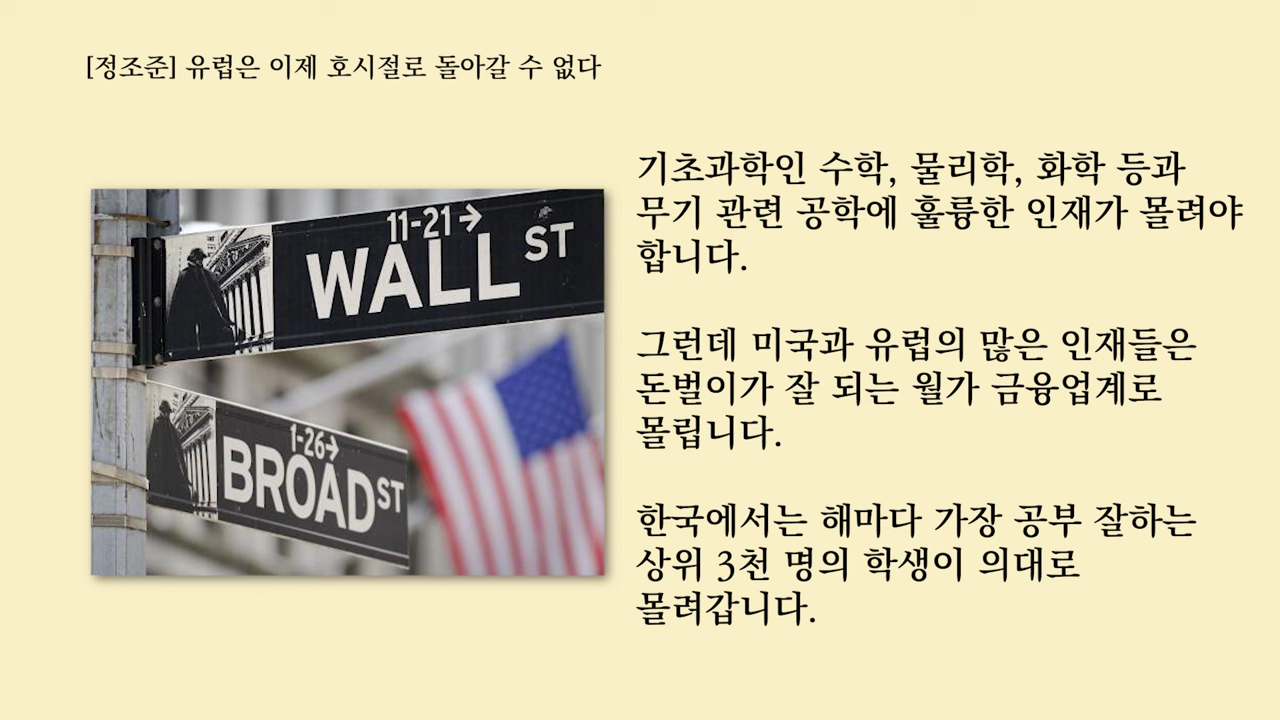 [정조준] 유럽은 이제 호시절로 돌아갈 수 없다
11-21→
WALL ST
1-26→
BROAD ST
기초과학인 수학, 물리학, 화학 등과
무기 관련 공학에 훌륭한 인재가 몰려야
합니다.
그런데 미국과 유럽의 많은 인재들은
돈벌이가 잘 되는 월가 금융업계로
몰립니다.
한국에서는 해마다 가장 공부 잘하는
상위 3천 명의 학생이 의대로
몰려갑니다.